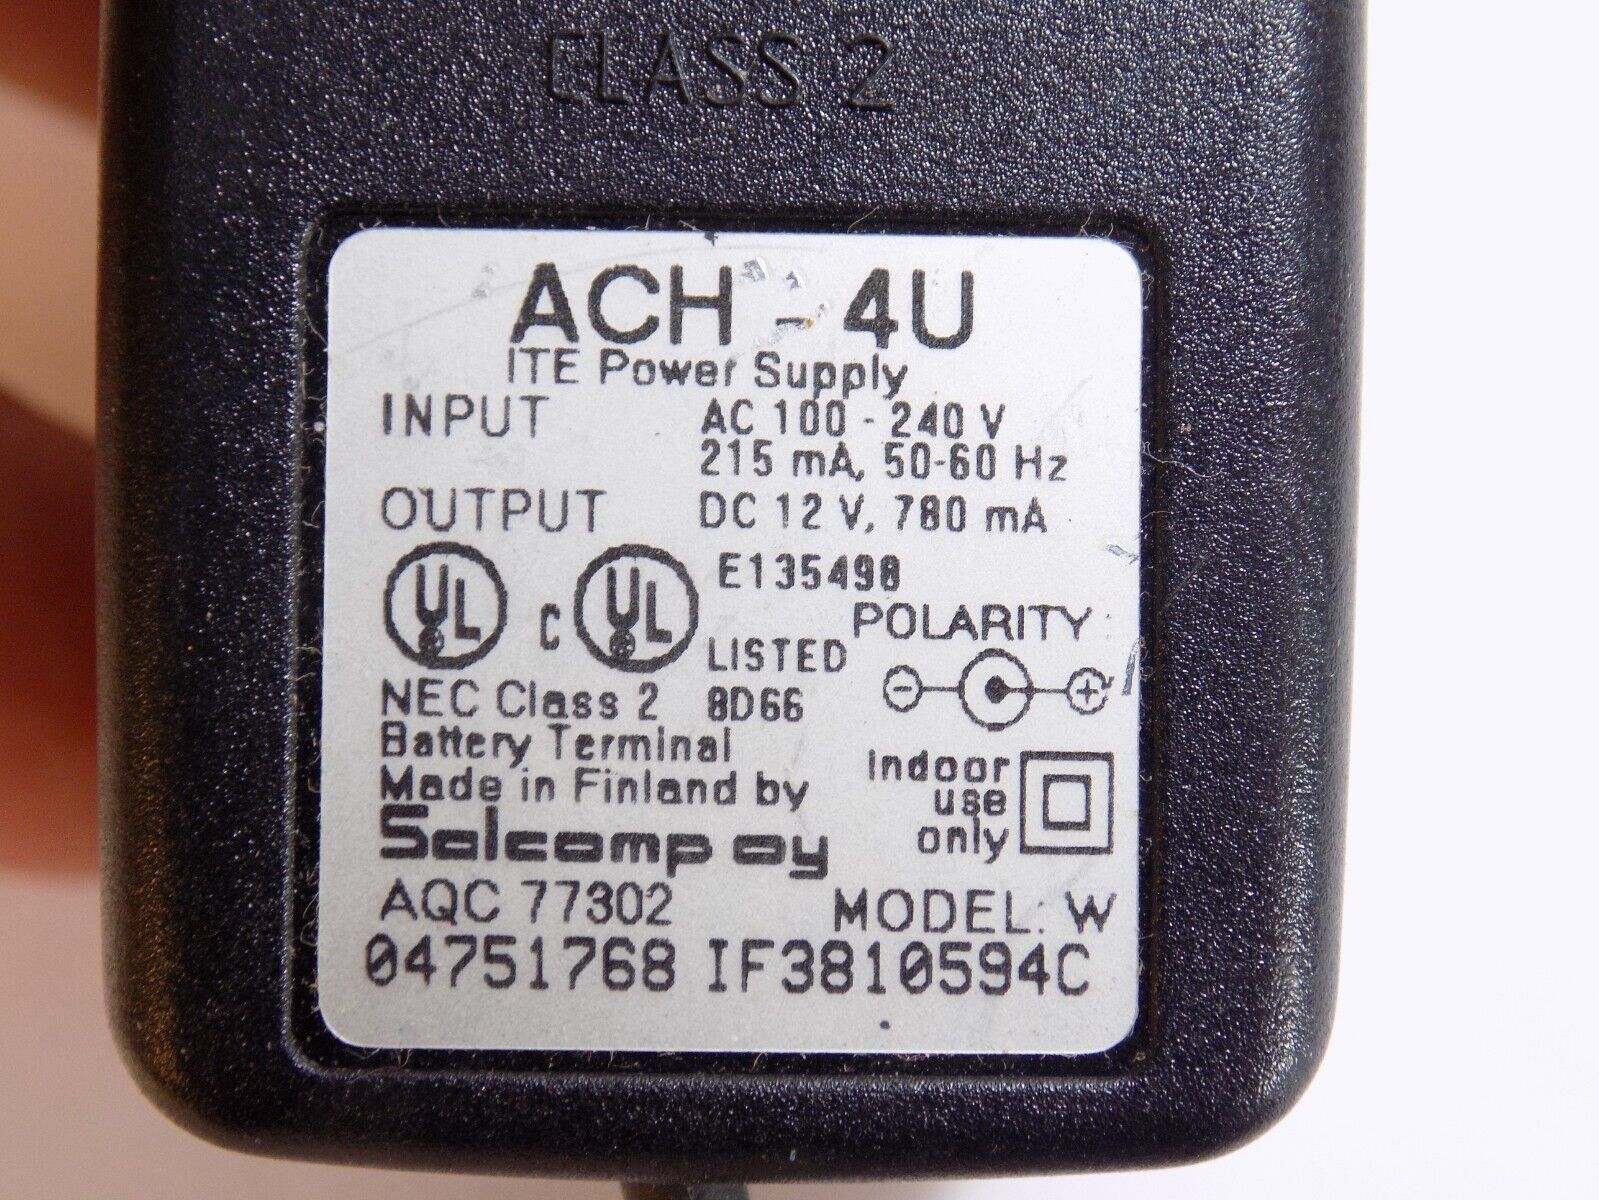 CLASS 2
ACH - 4U
ITE Power Supply
INPUT AC 100 - 240 V
215 mA, 50-60 Hz
OUTPUT DC 12 V, 780 mA
UL C UL E135498
LISTED
8D66
POLARITY
- +
NEC Class 2
Battery Terminal
Made in Finland by
Salcomp oy
Indoor
use
only
AQC 77302 MODEL: W
04751768 IF3810594C